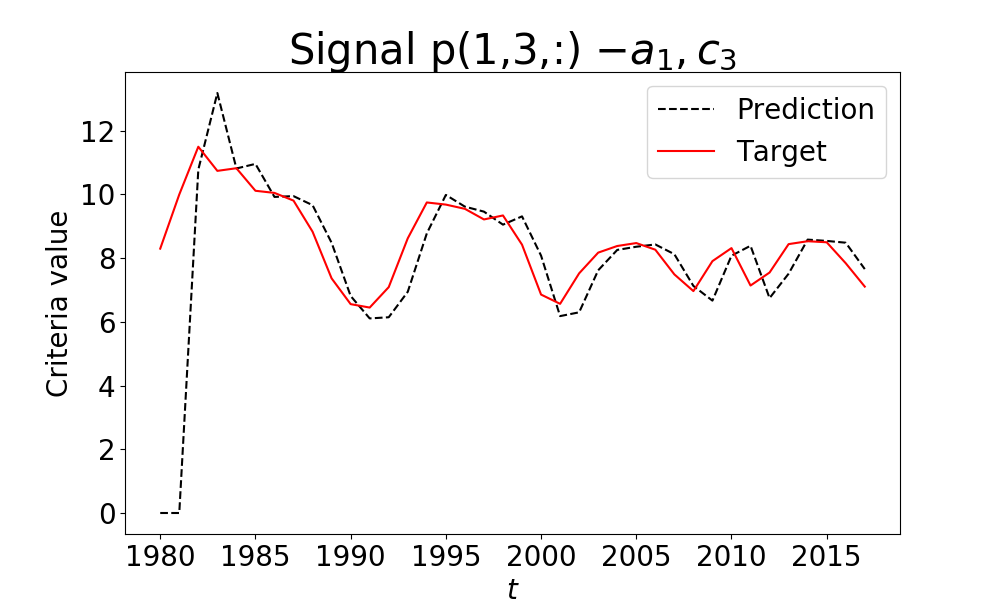 Signal p(1,3,:) −a₁, c₃
Prediction
Target
Criteria value
12
10
8
6
4
2
0
1980 1985 1990 1995 2000 2005 2010 2015
t